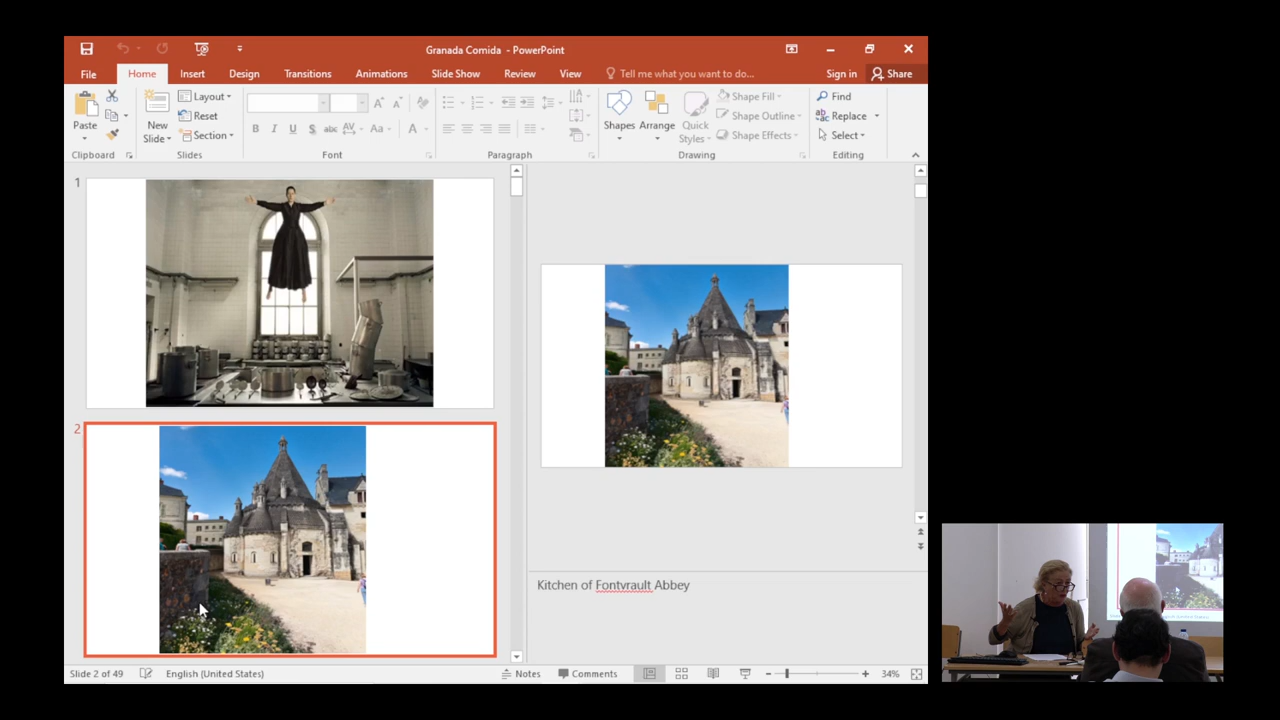 Granada Comida - PowerPoint
File Home Insert Design Transitions Animations Slide Show Review View Tell me what you want to do... Sign in Share
Paste
New Slide
Layout
Reset
Section
B I U S abc AV Aa A
Shapes Arrange Quick Styles
Shape Fill
Shape Outline
Shape Effects
Find
Replace
Select
Clipboard Slides Font Paragraph Drawing Editing
1
2
Kitchen of Fontvrault Abbey
Slide 2 of 49 English (United States) Notes Comments 34%